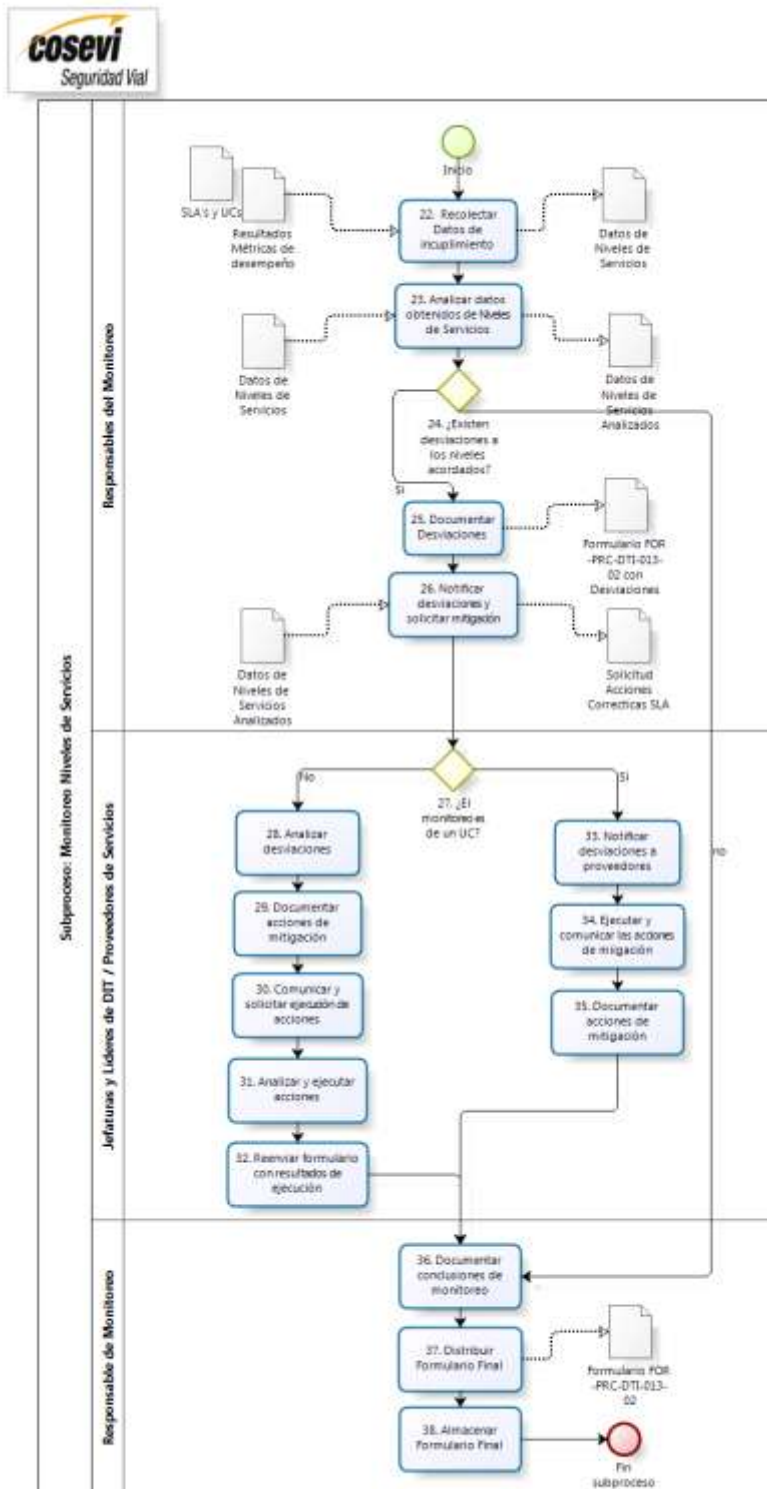 cosevi
Seguridad Vial
Subproceso: Monitoreo Niveles de Servicios
Responsables del Monitoreo
Inicio
SLA's y UCs
Resultados
Métricas de
desempeño
22. Recolectar
Datos de
incuplimiento
Datos de
Niveles de
Servicios
23. Analizar datos
obtenidos de Niveles
de Servicios
Datos de
Niveles de
Servicios
Datos de
Niveles de
Servicios
Analizados
24. ¿Existen
desviaciones a
los niveles
acordados?
Si
25. Documentar
Desviaciones
Formulario FOR
-PRC-DTI-013-
02 con
Desviaciones
26. Notificar
desviaciones y
solicitar mitigación
Datos de
Niveles de
Servicios
Analizados
Solicitud
Acciones
Correcticas SLA
Jefaturas y Líderes de DIT / Proveedores de Servicios
No
27. ¿El
monitoreo es
de un UC?
Si
no
28. Analizar
desviaciones
33. Notificar
desviaciones a
proveedores
29. Documentar
acciones de
mitigación
34. Ejecutar y
comunicar las acciones
de mitigación
30. Comunicar y
solicitar ejecución de
acciones
35. Documentar
acciones de
mitigación
31. Analizar y ejecutar
acciones
32. Reenviar formulario
con resultados de
ejecución
Responsable de Monitoreo
36. Documentar
conclusiones de
monitoreo
37. Distribuir
Formulario Final
Formulario FOR
-PRC-DTI-013-
02
38. Almacenar
Formulario Final
Fin
subproceso